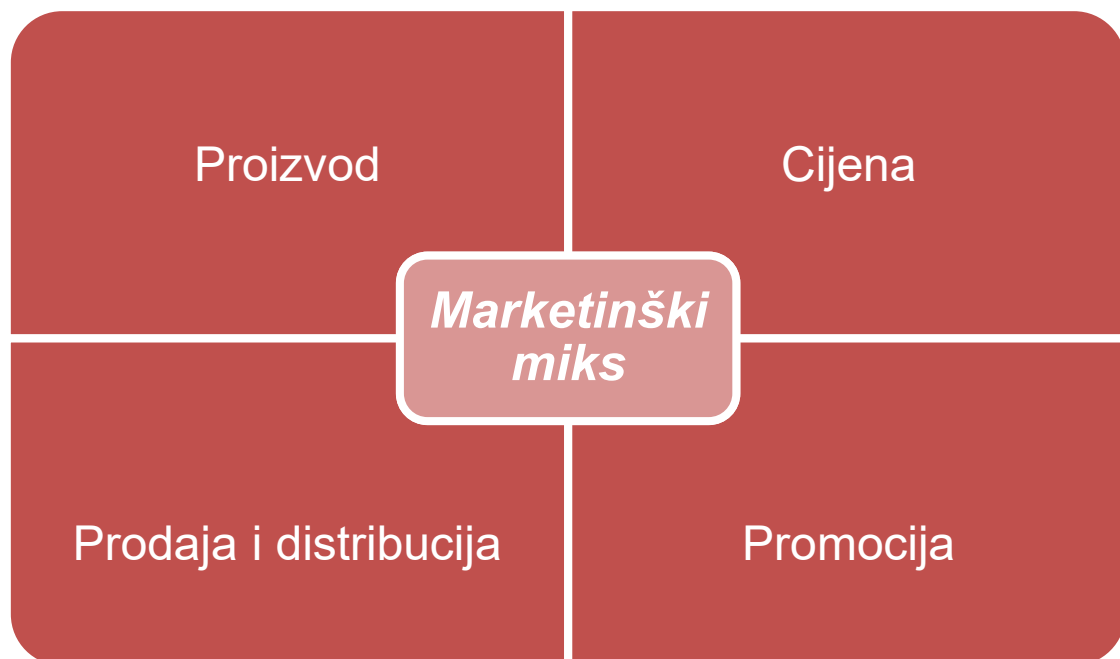 Proizvod
Cijena
Marketinški
miks
Prodaja i distribucija
Promocija